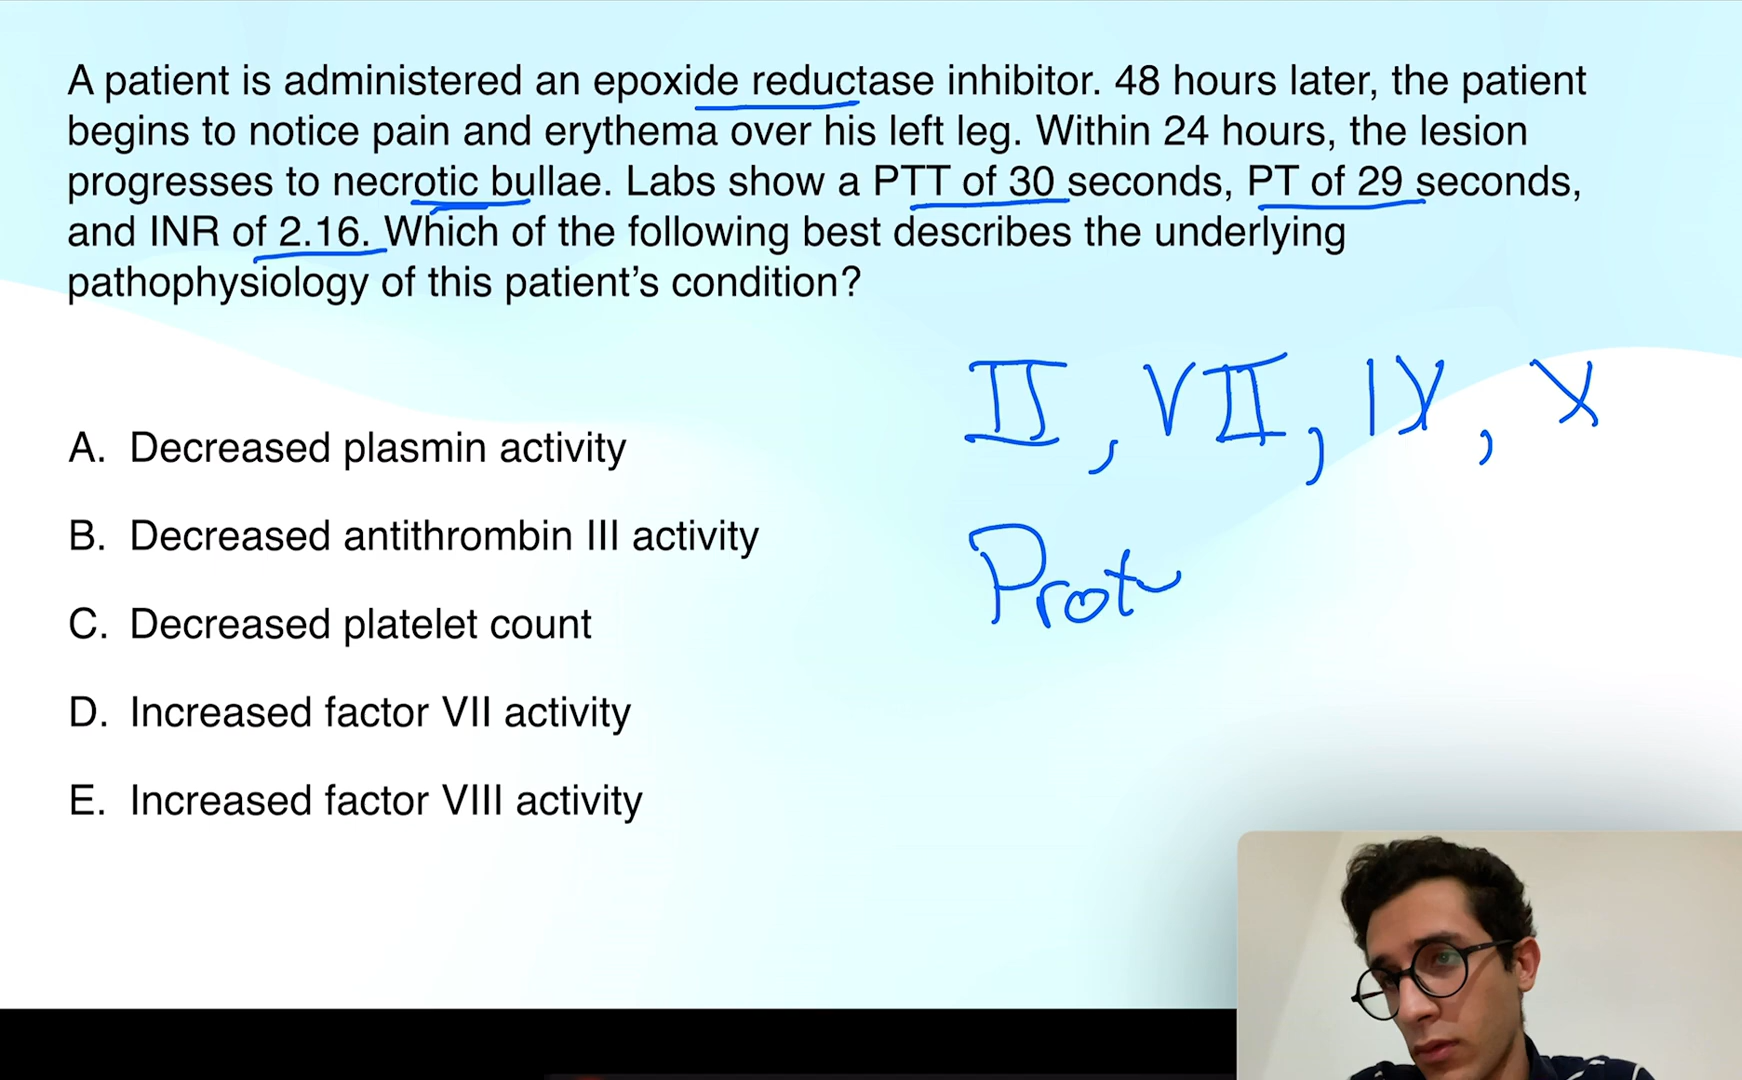 A patient is administered an epoxide reductase inhibitor. 48 hours later, the patient
begins to notice pain and erythema over his left leg. Within 24 hours, the lesion
progresses to necrotic bullae. Labs show a PTT of 30 seconds, PT of 29 seconds,
and INR of 2.16. Which of the following best describes the underlying
pathophysiology of this patient’s condition?
II, VII, IX, X
A. Decreased plasmin activity
B. Decreased antithrombin III activity
Prot
C. Decreased platelet count
D. Increased factor VII activity
E. Increased factor VIII activity